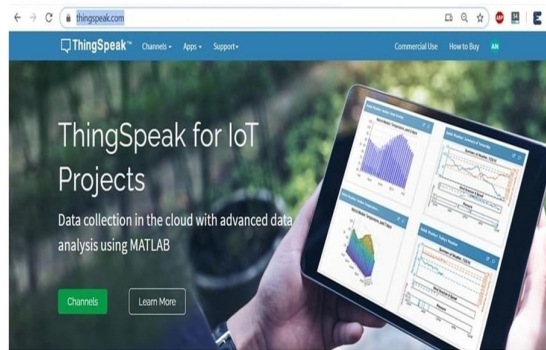 thingspeak.com
ThingSpeak™ Channels Apps Support Commercial Use How to Buy AN
ThingSpeak for IoT
Projects
Data collection in the cloud with advanced data
analysis using MATLAB
Channels Learn More